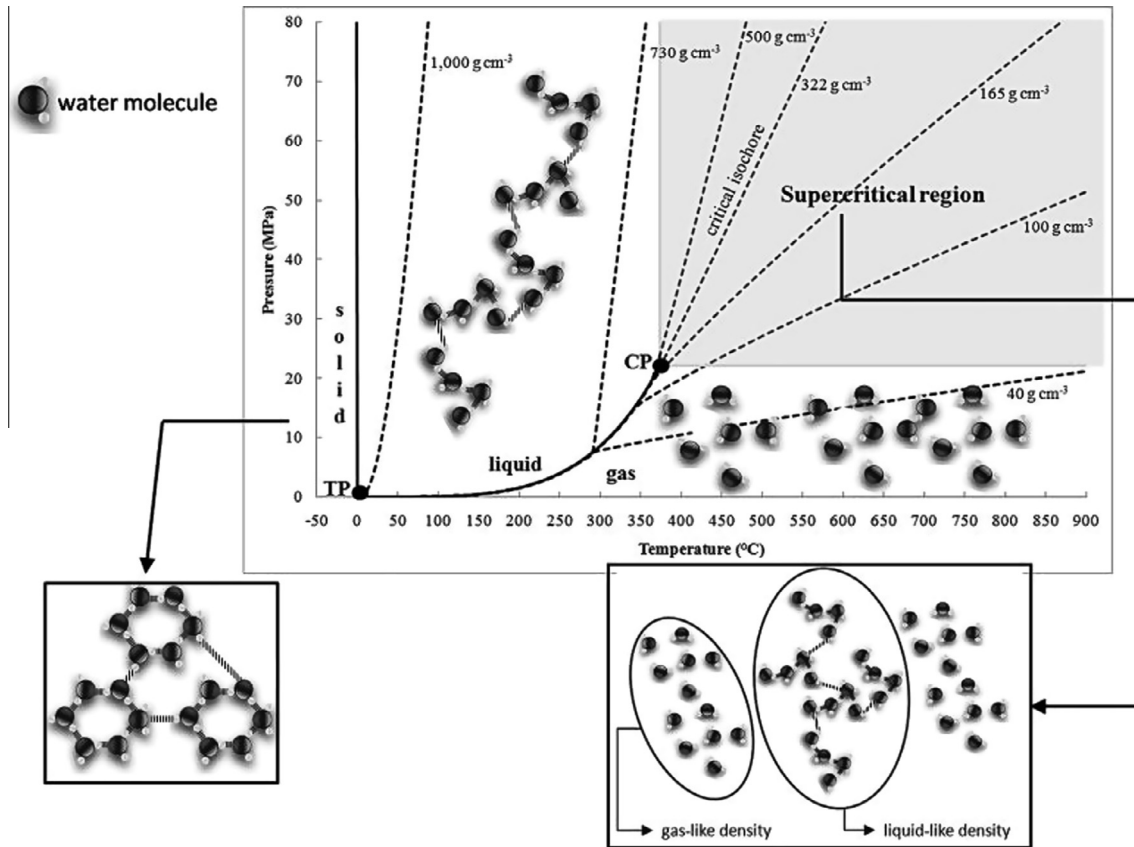 water molecule
Pressure (MPa)
80
70
60
50
40
30
20
10
0
1,000 g cm-3
730 g cm-3
500 g cm-3
322 g cm-3
165 g cm-3
critical isochore
Supercritical region
100 g cm-3
solid
CP
40 g cm-3
liquid
gas
TP
-50 0 50 100 150 200 250 300 350 400 450 500 550 600 650 700 750 800 850 900
Temperature (°C)
gas-like density
liquid-like density